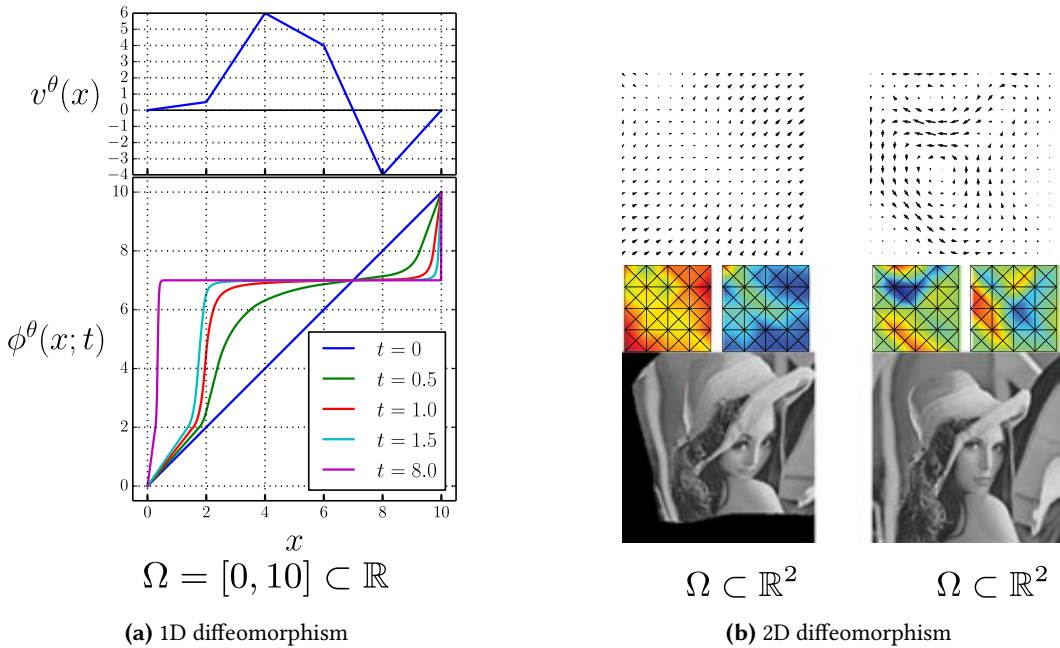 6
5
4
3
2
1
0
−1
−2
−3
−4
v^θ(x)
10
8
6
4
2
0
ϕ^θ(x; t)
t = 0
t = 0.5
t = 1.0
t = 1.5
t = 8.0
0 2 4 6 8 10
x
Ω = [0, 10] ⊂ ℝ
(a) 1D diffeomorphism
Ω ⊂ ℝ² Ω ⊂ ℝ²
(b) 2D diffeomorphism